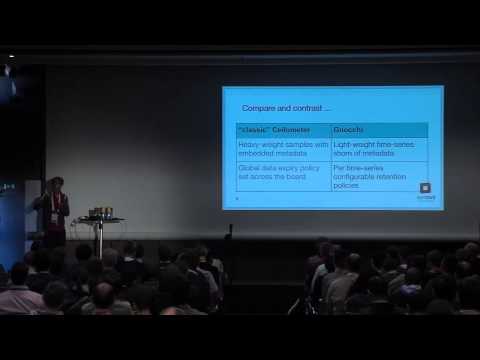 Compare and contrast ...
"classic" Ceilometer
Gnocchi
Heavy-weight samples with
embedded metadata
Light-weight time-series
shorn of metadata
Global data expiry policy
set across the board
Per time-series
configurable retention
policies